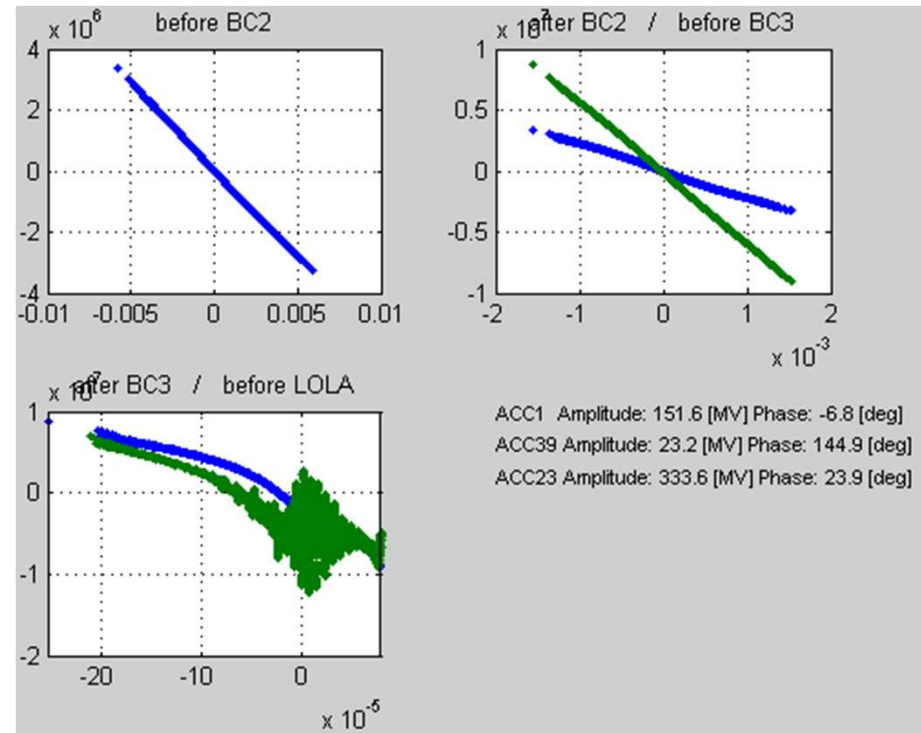 before BC2
x 10^6
4
2
0
-2
-4
-0.01 -0.005 0 0.005 0.01
after BC2 / before BC3
x 10^7
1
0.5
0
-0.5
-1
-2 -1 0 1 2
x 10^-3
after BC3 / before LOLA
x 10^7
1
0
-1
-2
-20 -10 0
x 10^-5
ACC1 Amplitude: 151.6 [MV] Phase: -6.8 [deg]
ACC39 Amplitude: 23.2 [MV] Phase: 144.9 [deg]
ACC23 Amplitude: 333.6 [MV] Phase: 23.9 [deg]